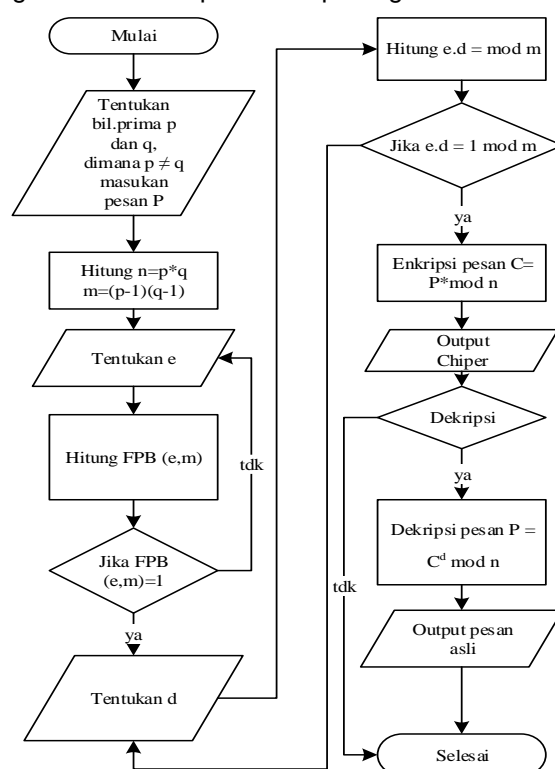 Mulai
Tentukan
bil.prima p
dan q,
dimana p ≠ q
masukan
pesan P
Hitung n=p*q
m=(p-1)(q-1)
Tentukan e
Hitung FPB (e,m)
tdk
Jika FPB
(e,m)=1
ya
Tentukan d
Hitung e.d = mod m
Jika e.d = 1 mod m
ya
Enkripsi pesan C=
P*mod n
Output
Chiper
Dekripsi
ya
tdk
Dekripsi pesan P =
C^d mod n
Output pesan
asli
Selesai